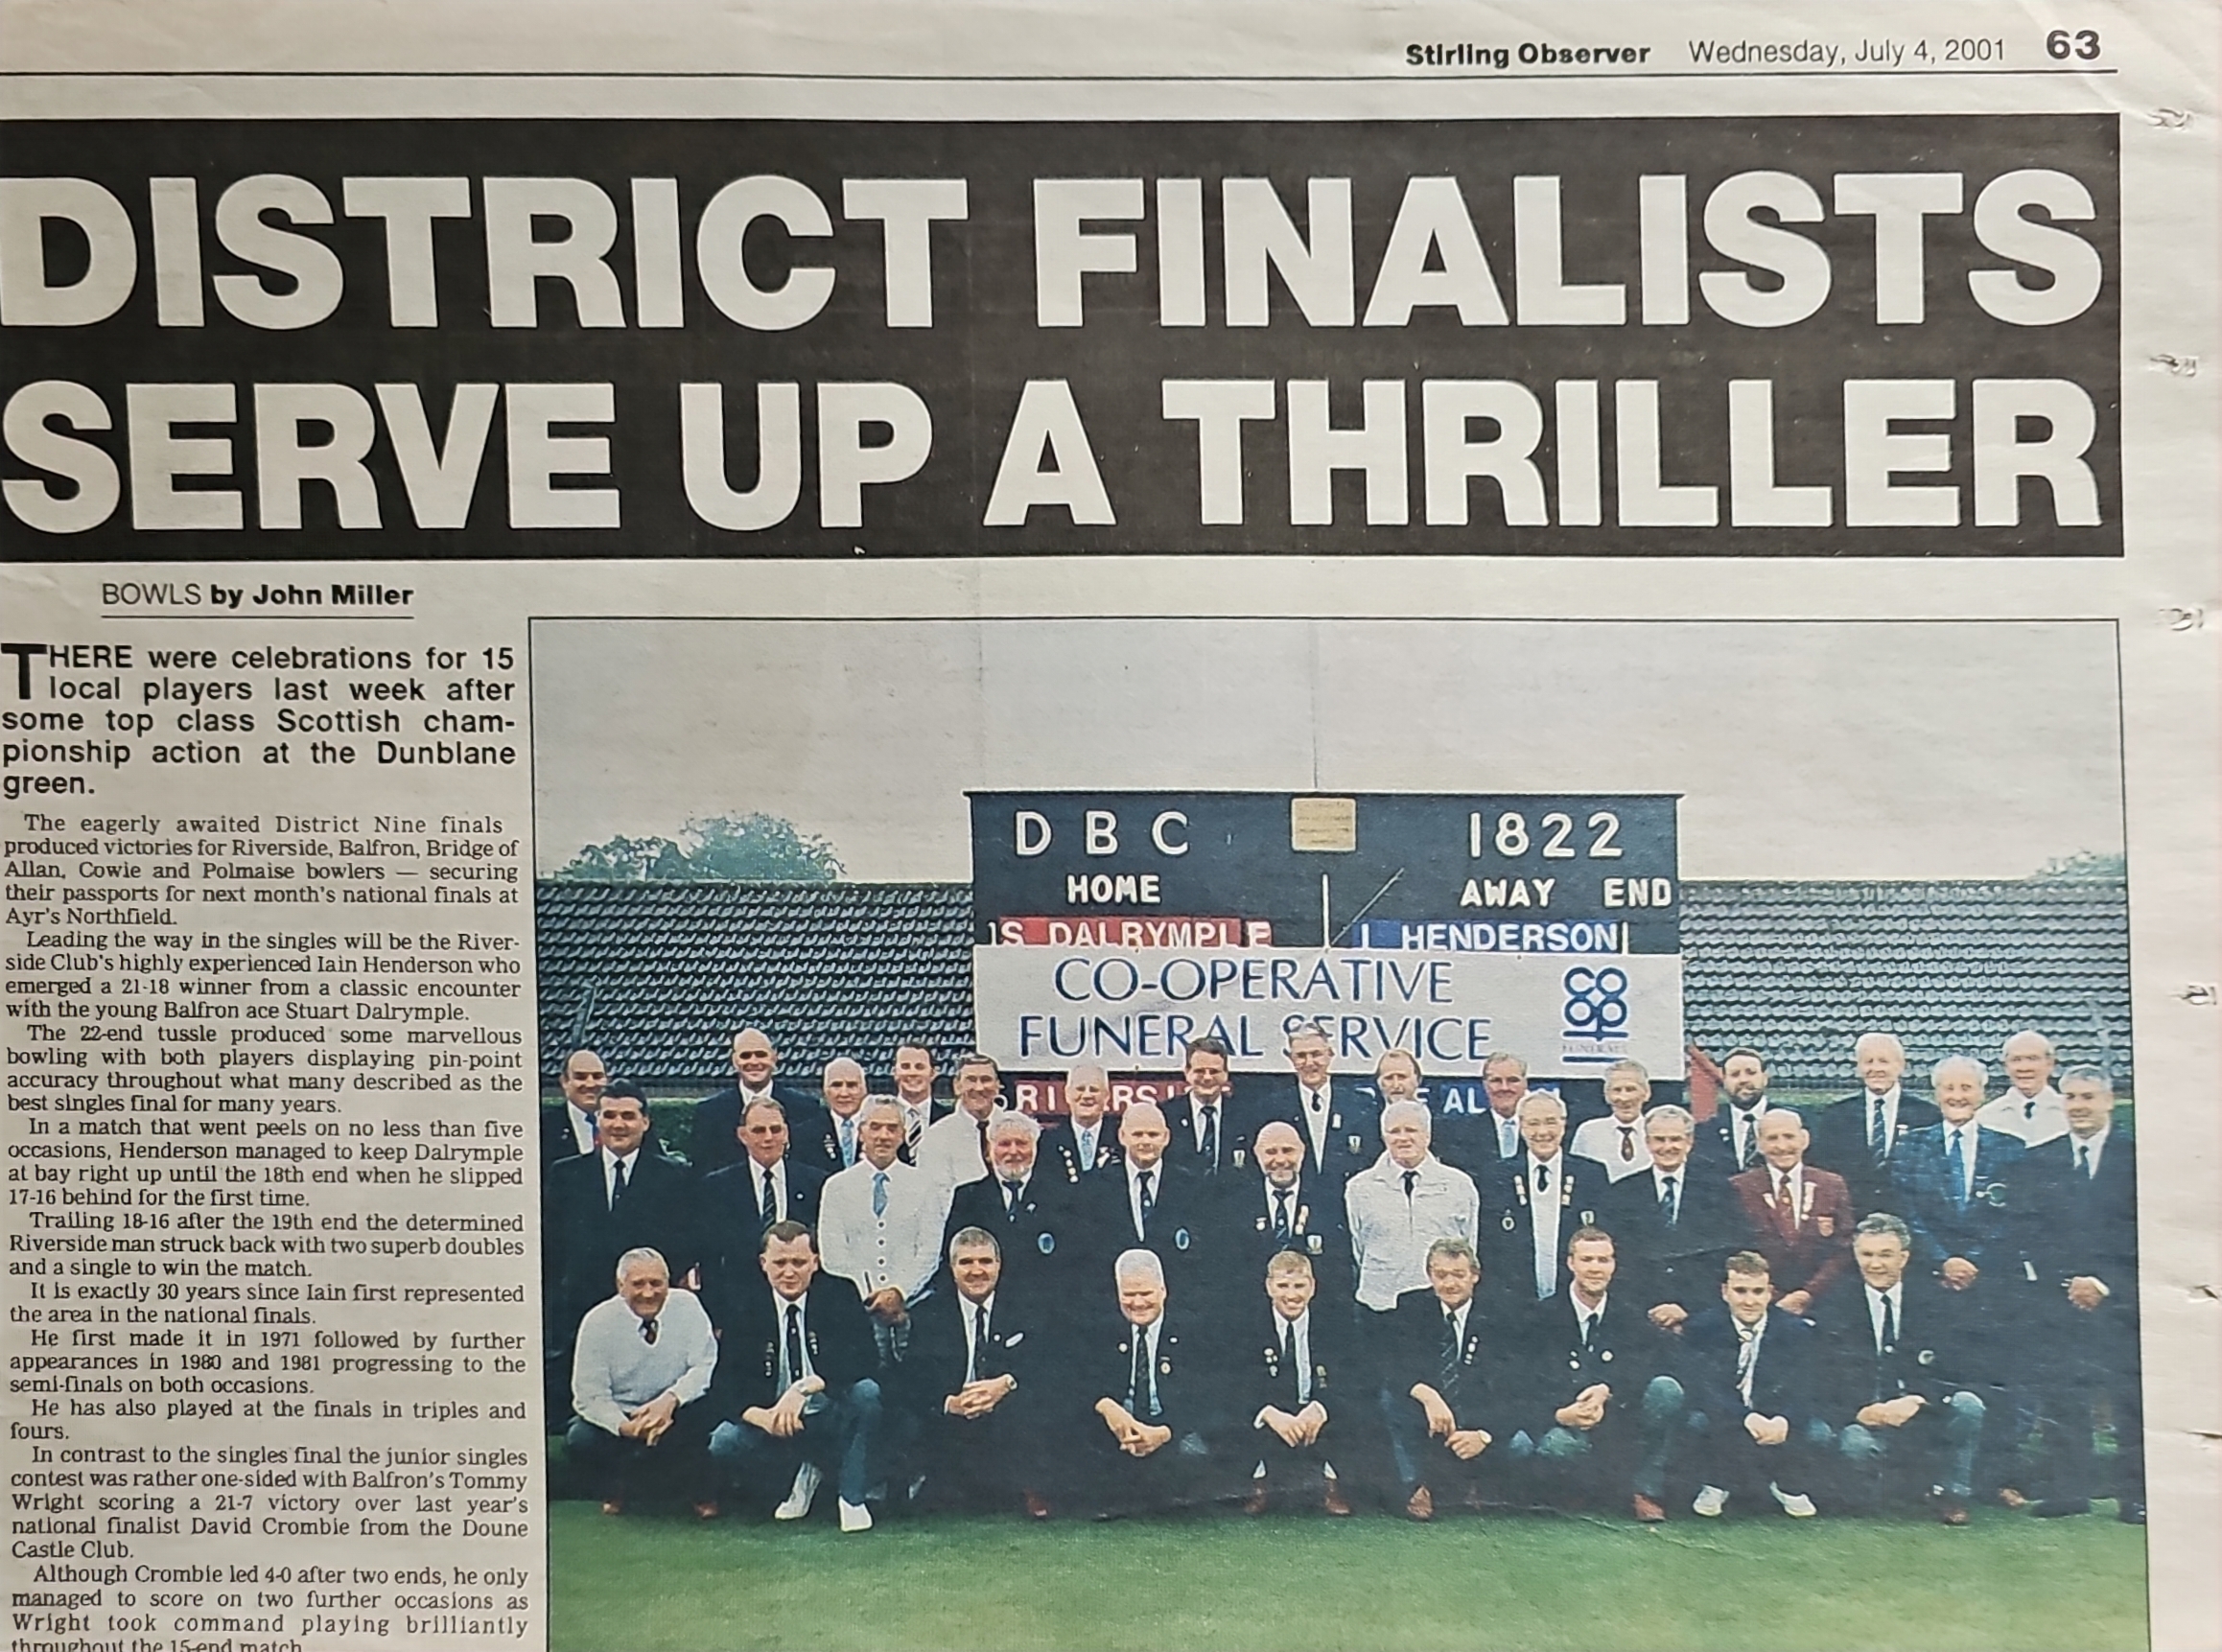 Stirling Observer Wednesday, July 4, 2001 63
DISTRICT FINALISTS
SERVE UP A THRILLER
BOWLS by John Miller
THERE were celebrations for 15
local players last week after
some top class Scottish cham-
pionship action at the Dunblane
green.
The eagerly awaited District Nine finals
produced victories for Riverside, Balfron, Bridge of
Allan, Cowie and Polmaise bowlers — securing
their passports for next month's national finals at
Ayr's Northfield.
Leading the way in the singles will be the River-
side Club's highly experienced Iain Henderson who
emerged a 21-18 winner from a classic encounter
with the young Balfron ace Stuart Dalrymple.
The 22-end tussle produced some marvellous
bowling with both players displaying pin-point
accuracy throughout what many described as the
best singles final for many years.
In a match that went peels on no less than five
occasions, Henderson managed to keep Dalrymple
at bay right up until the 18th end when he slipped
17-16 behind for the first time.
Trailing 18-16 after the 19th end the determined
Riverside man struck back with two superb doubles
and a single to win the match.
It is exactly 30 years since Iain first represented
the area in the national finals.
He first made it in 1971 followed by further
appearances in 1980 and 1981 progressing to the
semi-finals on both occasions.
He has also played at the finals in triples and
fours.
In contrast to the singles final the junior singles
contest was rather one-sided with Balfron's Tommy
Wright scoring a 21-7 victory over last year's
national finalist David Crombie from the Doune
Castle Club.
Although Crombie led 4-0 after two ends, he only
managed to score on two further occasions as
Wright took command playing brilliantly
throughout the 15-end match.
D B C 1822
HOME AWAY END
S DALRYMPLE I HENDERSON
CO-OPERATIVE
FUNERAL SERVICE
CO
OP